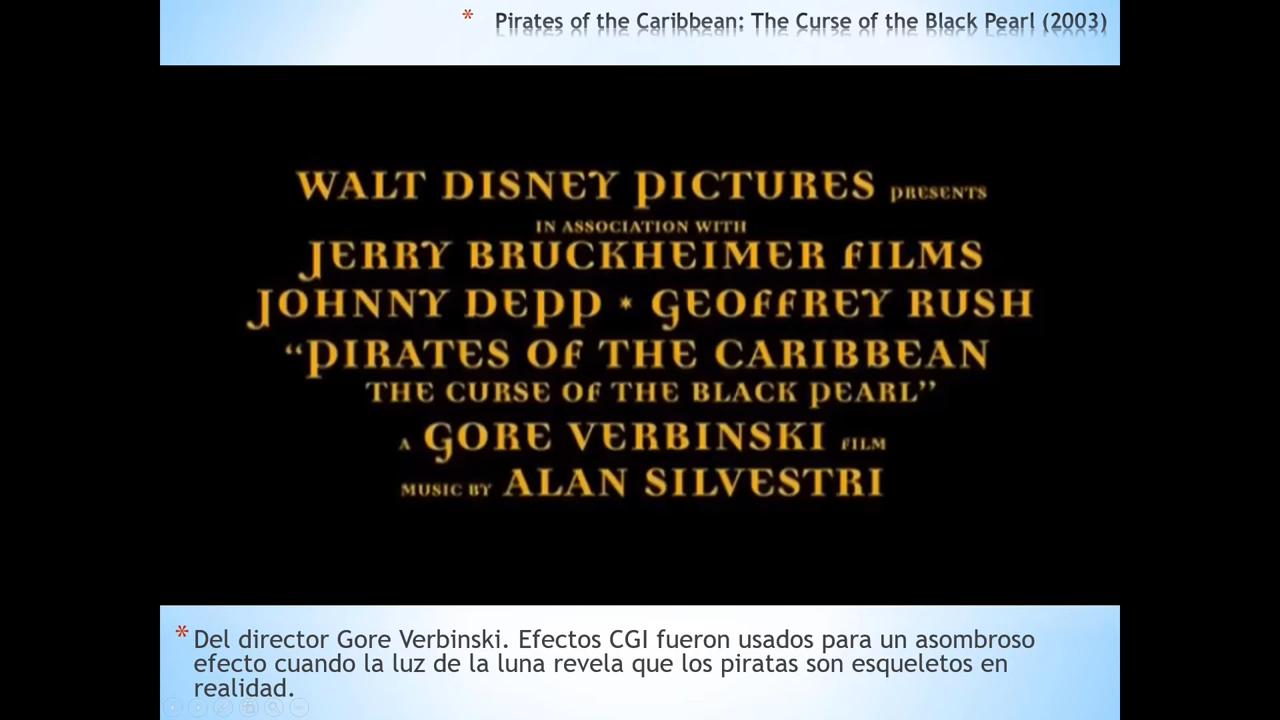 * Pirates of the Caribbean: The Curse of the Black Pearl (2003)
WALT DISNEY PICTURES PRESENTS
IN ASSOCIATION WITH
JERRY BRUCKHEIMER FILMS
JOHNNY DEPP * GEOFFREY RUSH
“PIRATES OF THE CARIBBEAN
THE CURSE OF THE BLACK PEARL”
A GORE VERBINSKI FILM
MUSIC BY ALAN SILVESTRI
* Del director Gore Verbinski. Efectos CGI fueron usados para un asombroso
efecto cuando la luz de la luna revela que los piratas son esqueletos en
realidad.